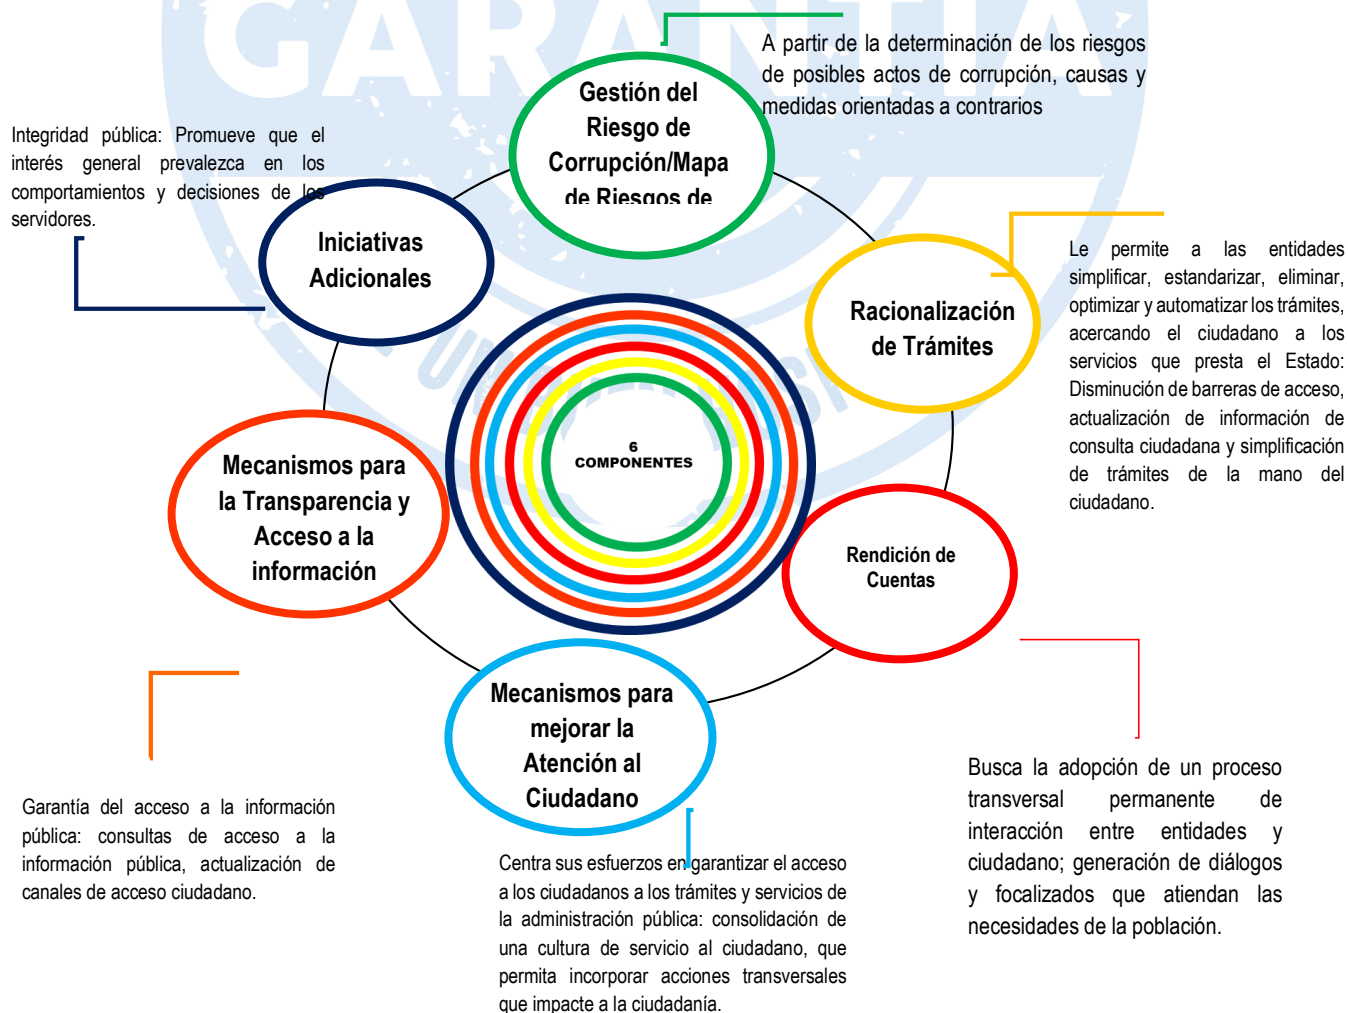 GARANTÍA
A partir de la determinación de los riesgos
de posibles actos de corrupción, causas y
medidas orientadas a contrarios
Gestión del
Riesgo de
Corrupción/Mapa
de Riesgos de
Integridad pública: Promueve que el
interés general prevalezca en los
comportamientos y decisiones de los
servidores.
Iniciativas
Adicionales
Le permite a las entidades
simplificar, estandarizar, eliminar,
optimizar y automatizar los trámites,
acercando el ciudadano a los
servicios que presta el Estado:
Disminución de barreras de acceso,
actualización de información de
consulta ciudadana y simplificación
de trámites de la mano del
ciudadano.
Racionalización
de Trámites
6
COMPONENTES
Mecanismos para
la Transparencia y
Acceso a la
información
Rendición de
Cuentas
Mecanismos para
mejorar la
Atención al
Ciudadano
Garantía del acceso a la información
pública: consultas de acceso a la
información pública, actualización de
canales de acceso ciudadano.
Centra sus esfuerzos en garantizar el acceso
a los ciudadanos a los trámites y servicios de
la administración pública: consolidación de
una cultura de servicio al ciudadano, que
permita incorporar acciones transversales
que impacte a la ciudadanía.
Busca la adopción de un proceso
transversal permanente de
interacción entre entidades y
ciudadano; generación de diálogos
y focalizados que atiendan las
necesidades de la población.